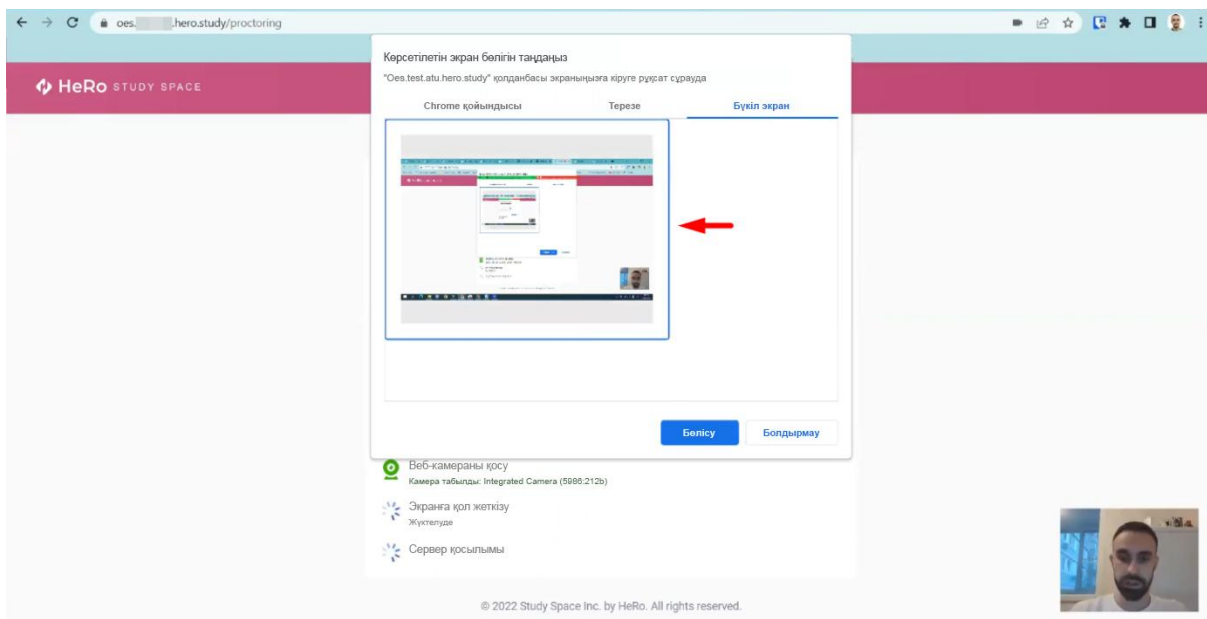 oes. .hero.study/proctoring
HeRo STUDY SPACE
Көрсетілетін экран бөлігін таңдаңыз
"Oes.test.atu.hero.study" қолданбасы экраныңызға кіруге рұқсат сұрауда
Chrome қойындысы Терезе Бүкіл экран
Бөлісу Болдырмау
Веб-камераны қосу
Камера табылды: Integrated Camera (5986:212b)
Экранға қол жеткізу
Жүктелуде
Сервер қосылымы
© 2022 Study Space Inc. by HeRo. All rights reserved.